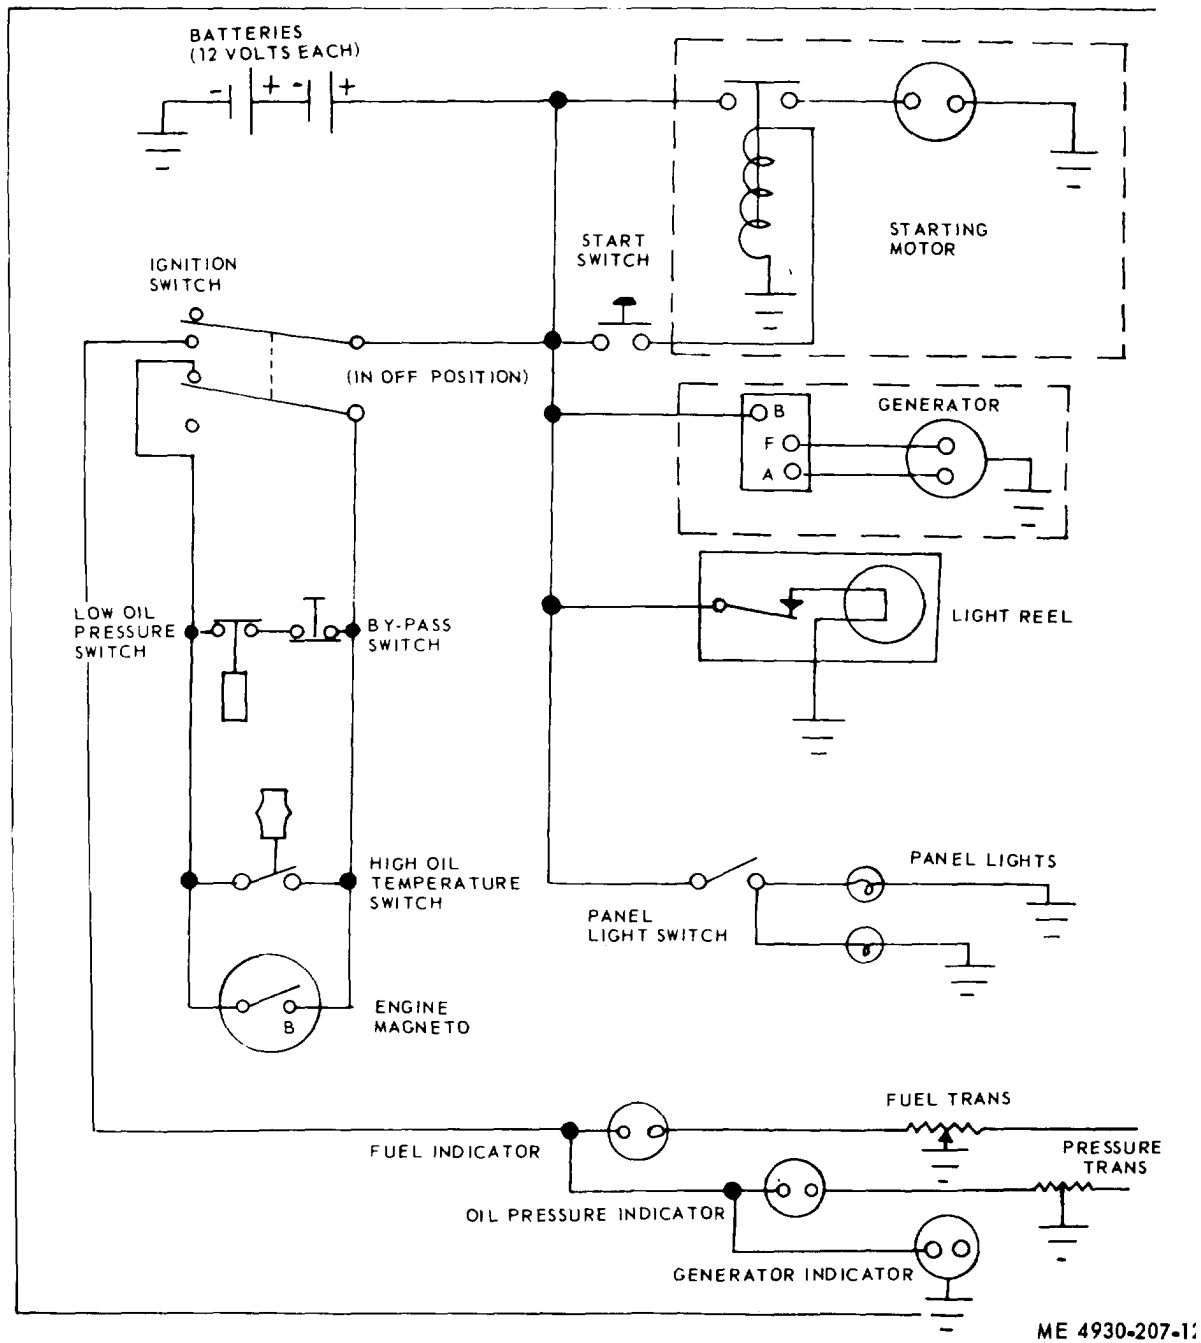 BATTERIES
(12 VOLTS EACH)
- + - +
STARTING
MOTOR
START
SWITCH
IGNITION
SWITCH
(IN OFF POSITION)
GENERATOR
B
F
A
LOW OIL
PRESSURE
SWITCH
BY-PASS
SWITCH
LIGHT REEL
HIGH OIL
TEMPERATURE
SWITCH
PANEL LIGHTS
PANEL
LIGHT SWITCH
B
ENGINE
MAGNETO
FUEL TRANS
FUEL INDICATOR
PRESSURE
TRANS
OIL PRESSURE INDICATOR
GENERATOR INDICATOR
ME 4930-207-12